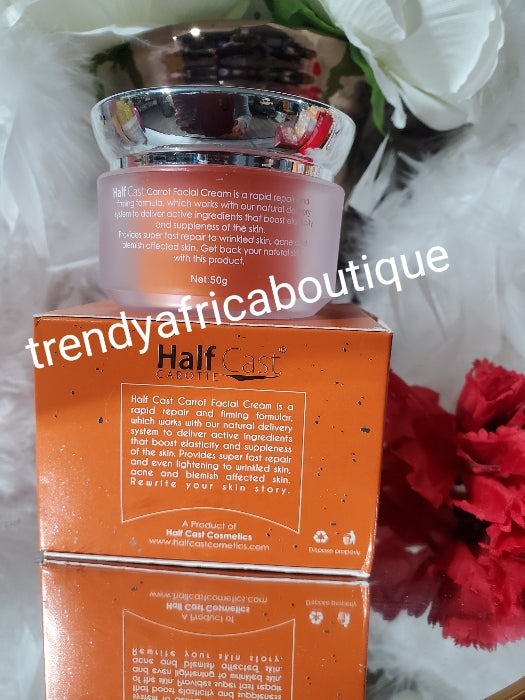 Half Cast Carrot Facial Cream is a rapid repair and
firming formula, which works with our natural delivery
system to deliver active ingredients that boost elasticity
and suppleness of the skin.
Provides super fast repair to wrinkled skin, acne
blemish affected skin. Get back your natural
with this product.
Net:50g
trendyafricaboutique
Half Cast
CAROTIE
Half Cast Carrot Facial Cream is a
rapid repair and firming formular,
which works with our natural delivery
system to deliver active ingredients
that boost elasticity and suppleness
of the skin. Provides super fast repair
and even lightening to wrinkled skin,
acne and blemish affected skin.
Rewrite your skin story.
A Product of
Half Cast Cosmetics
www.halfcastcometics.com
Dispose properly